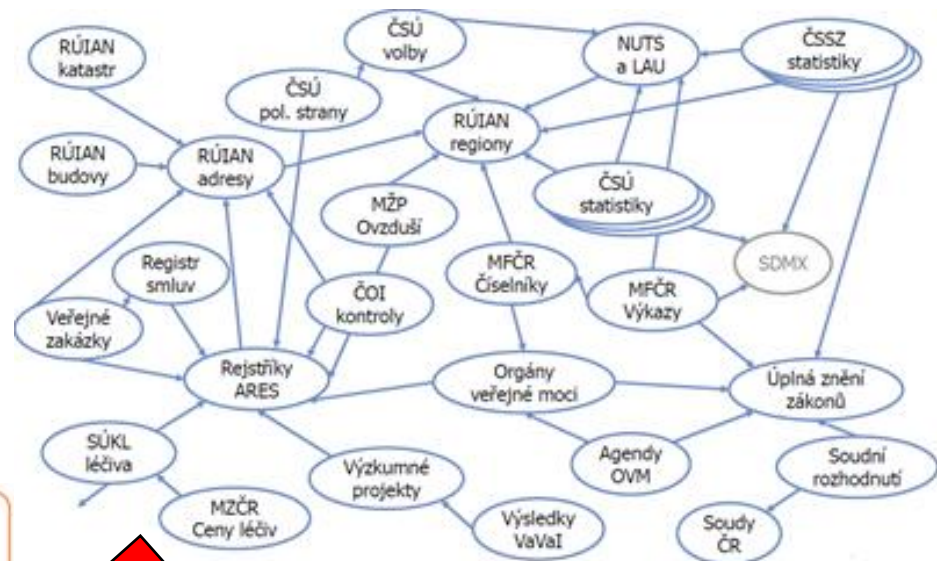 RÚIAN
katastr
ČSÚ
volby
NUTS
a LAU
ČSSZ
statistiky
ČSÚ
pol. strany
RÚIAN
regiony
RÚIAN
budovy
RÚIAN
adresy
ČSÚ
statistiky
MŽP
Ovzduší
Registr
smluv
MFČR
Číselníky
SDMX
ČOI
kontroly
MFČR
Výkazy
Veřejné
zakázky
Rejstříky
ARES
Orgány
veřejné moci
Úplná znění
zákonů
SÚKL
léčiva
Výzkumné
projekty
Agendy
OVM
Soudní
rozhodnutí
MZČR
Ceny léčiv
Výsledky
VaVaI
Soudy
ČR